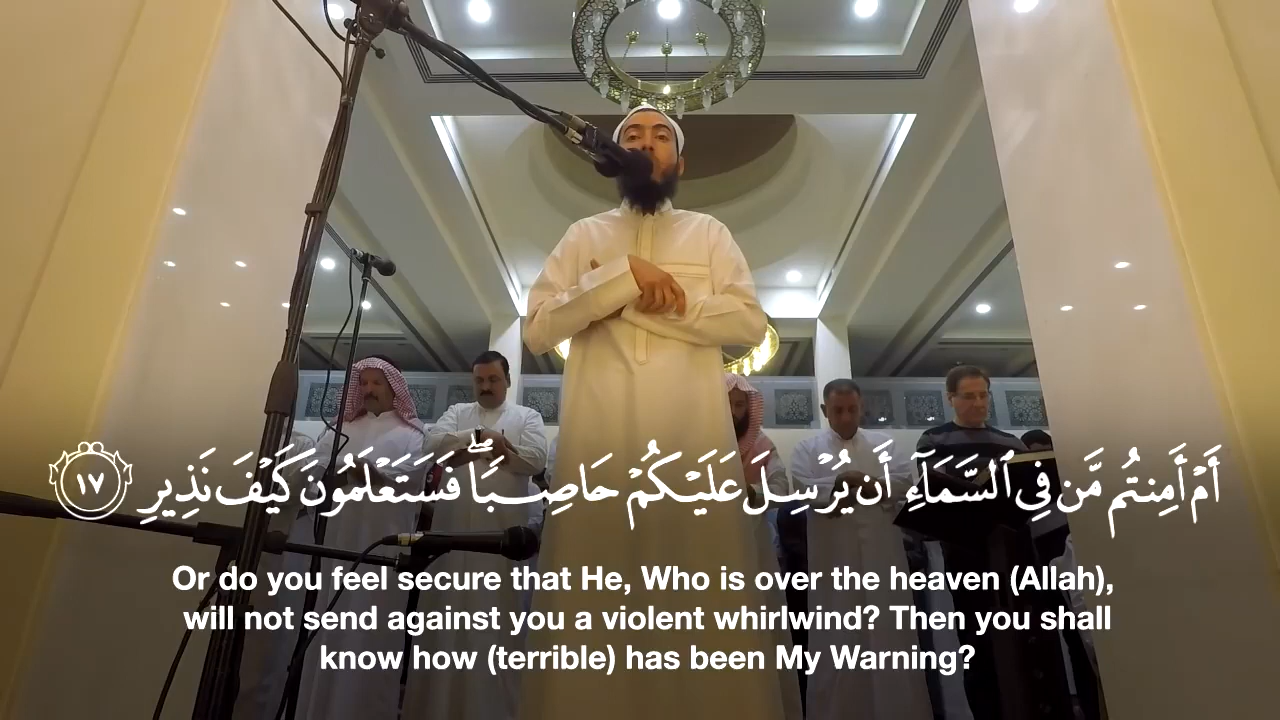 أَمْ أَمِنتُم مَّن فِي ٱلسَّمَآءِ أَن يُرْسِلَ عَلَيْكُمْ حَاصِبًاۖ فَسَتَعْلَمُونَ كَيْفَ نَذِيرِ ١٧
Or do you feel secure that He, Who is over the heaven (Allah),
will not send against you a violent whirlwind? Then you shall
know how (terrible) has been My Warning?